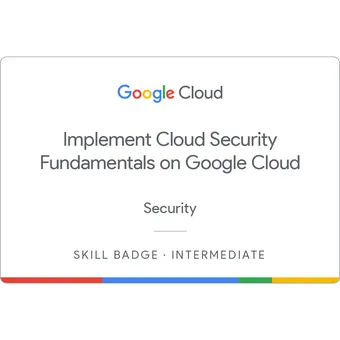 Google Cloud
Implement Cloud Security
Fundamentals on Google Cloud
Security
SKILL BADGE · INTERMEDIATE